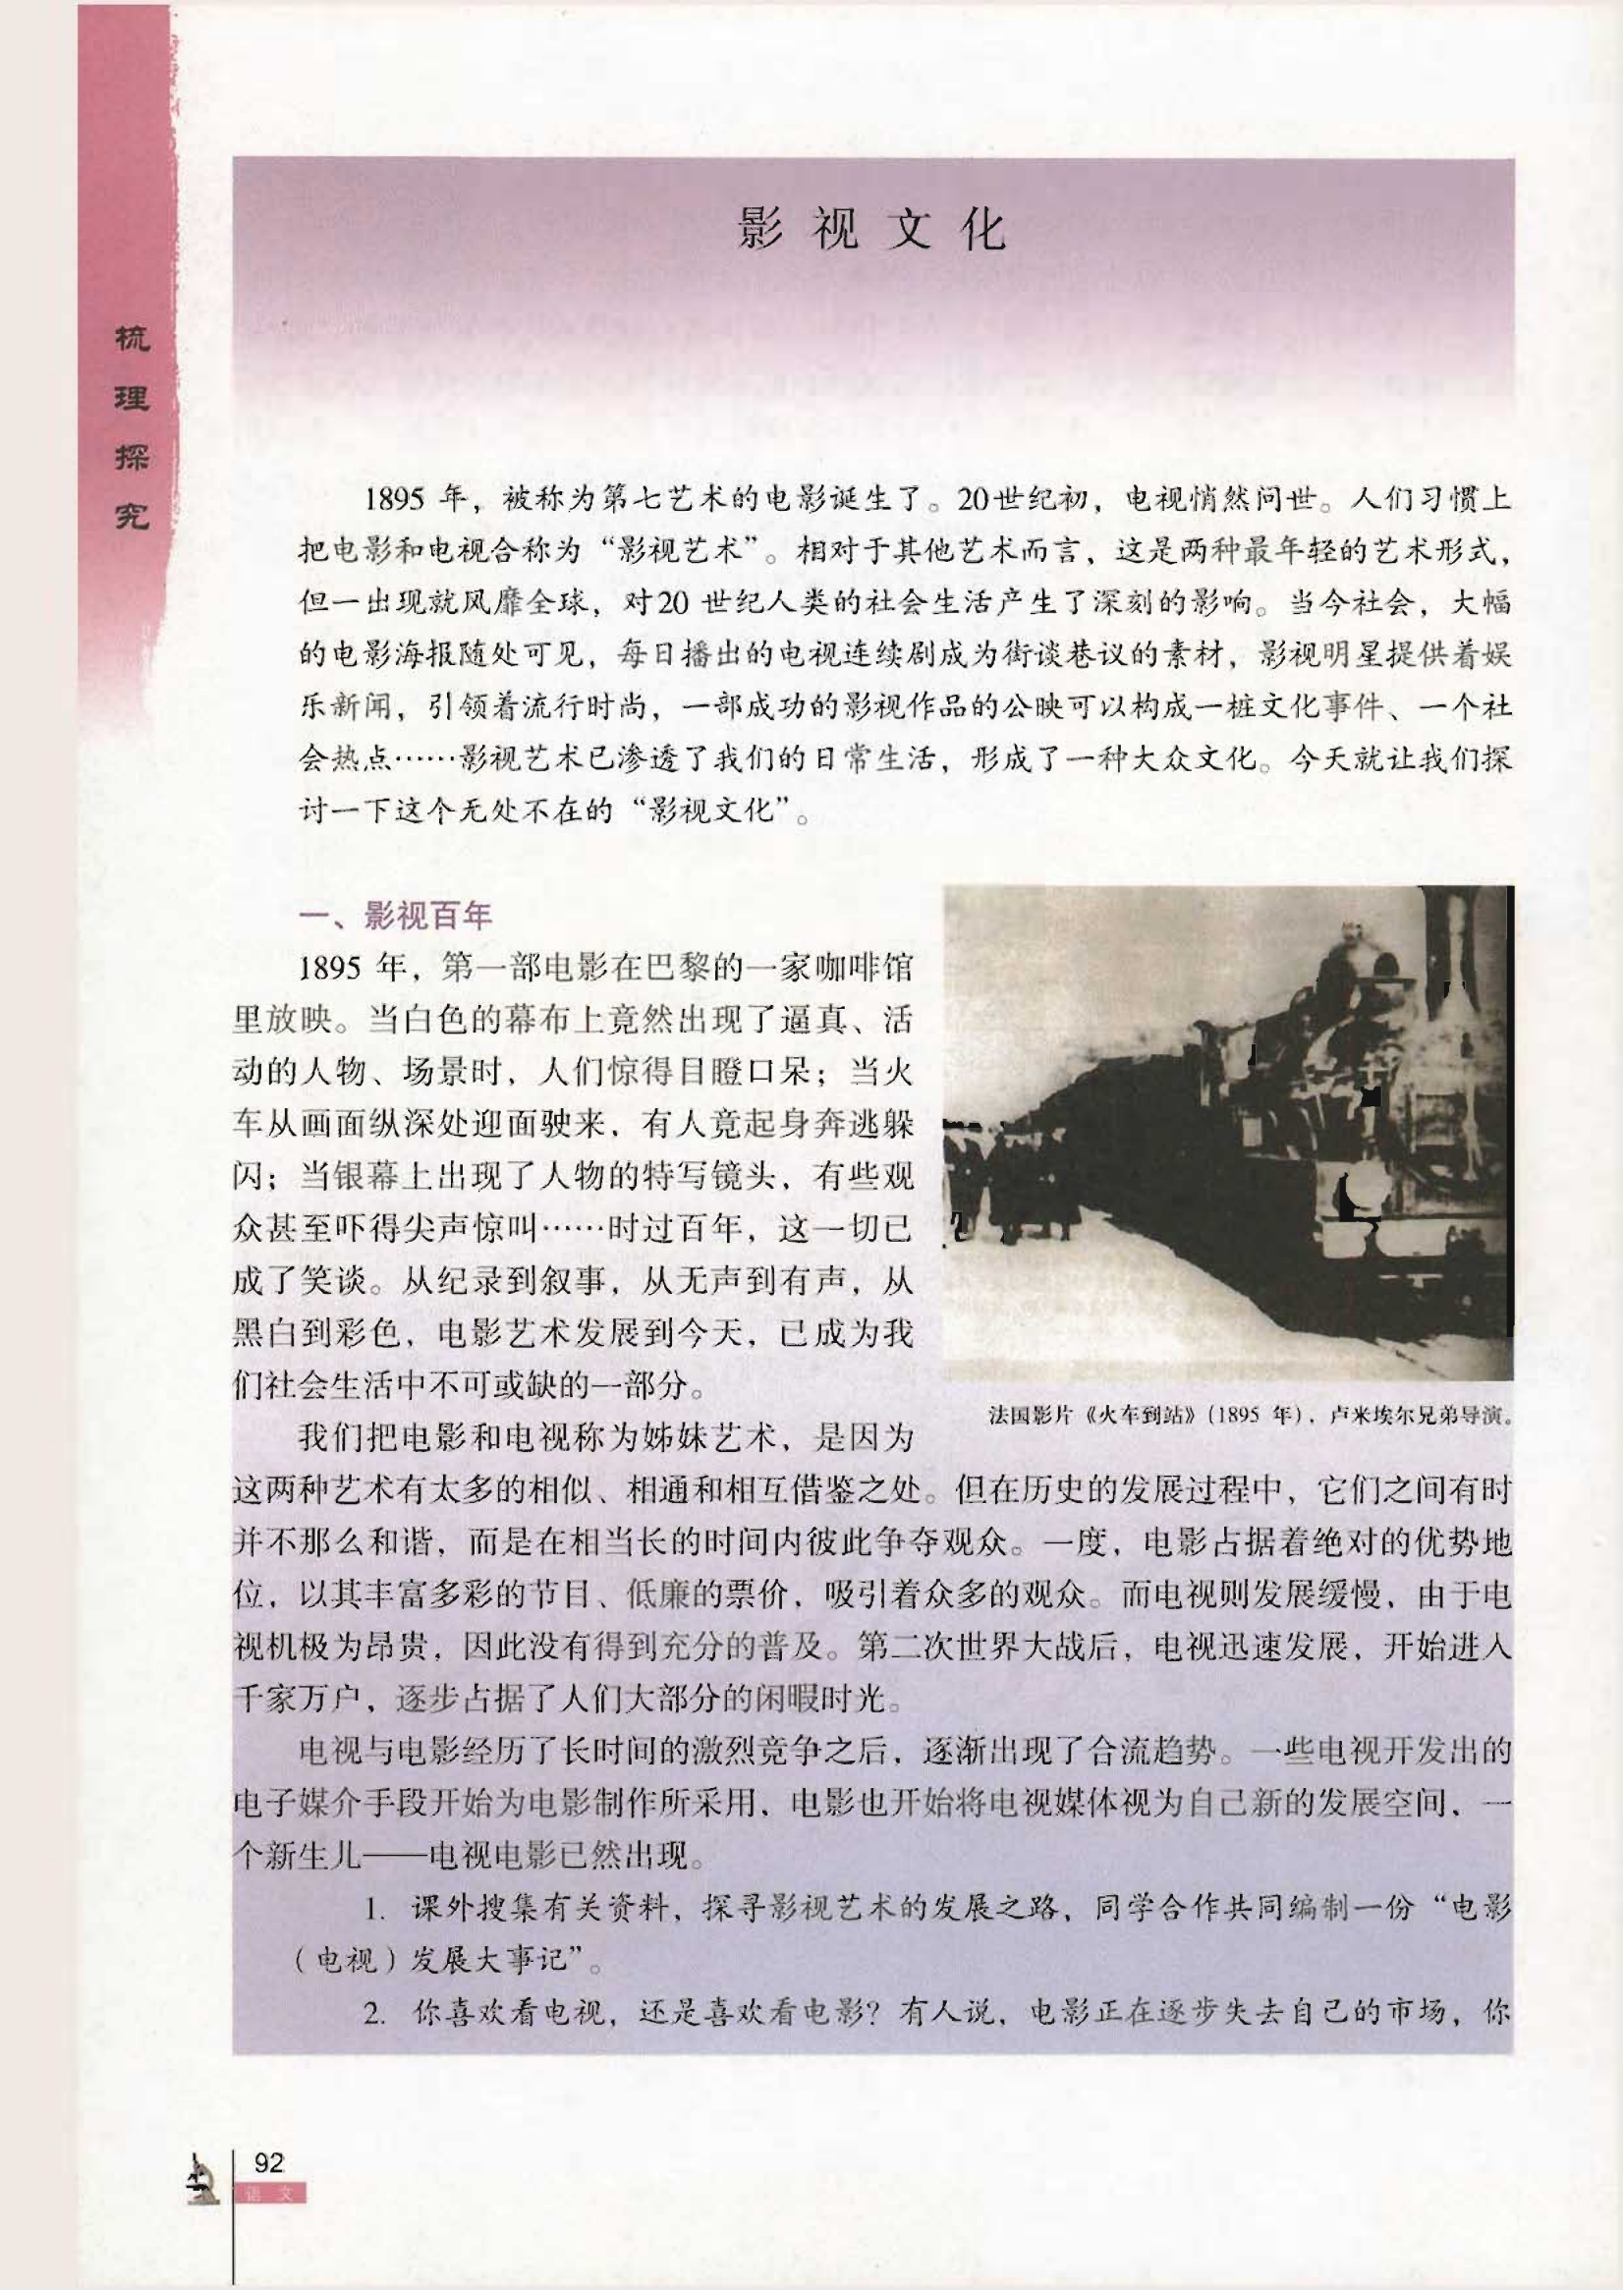 梳理探究
影视文化
1895 年，被称为第七艺术的电影诞生了。20世纪初，电视悄然问世。人们习惯上
把电影和电视合称为“影视艺术”。相对于其他艺术而言，这是两种最年轻的艺术形式，
但一出现就风靡全球，对20 世纪人类的社会生活产生了深刻的影响。当今社会，大幅
的电影海报随处可见，每日播出的电视连续剧成为街谈巷议的素材，影视明星提供着娱
乐新闻，引领着流行时尚，一部成功的影视作品的公映可以构成一桩文化事件、一个社
会热点……影视艺术已渗透了我们的日常生活，形成了一种大众文化。今天就让我们探
讨一下这个无处不在的“影视文化”。
一、影视百年
1895 年，第一部电影在巴黎的一家咖啡馆
里放映。当白色的幕布上竟然出现了逼真、活
动的人物、场景时，人们惊得目瞪口呆；当火
车从画面纵深处迎面驶来，有人竟起身奔逃躲
闪；当银幕上出现了人物的特写镜头，有些观
众甚至吓得尖声惊叫……时过百年，这一切已
成了笑谈。从纪录到叙事，从无声到有声，从
黑白到彩色，电影艺术发展到今天，已成为我
们社会生活中不可或缺的一部分。
法国影片《火车到站》（1895 年），卢米埃尔兄弟导演。
我们把电影和电视称为姊妹艺术，是因为
这两种艺术有太多的相似、相通和相互借鉴之处。但在历史的发展过程中，它们之间有时
并不那么和谐，而是在相当长的时间内彼此争夺观众。一度，电影占据着绝对的优势地
位，以其丰富多彩的节目、低廉的票价，吸引着众多的观众。而电视则发展缓慢，由于电
视机极为昂贵，因此没有得到充分的普及。第二次世界大战后，电视迅速发展，开始进入
千家万户，逐步占据了人们大部分的闲暇时光。
电视与电影经历了长时间的激烈竞争之后，逐渐出现了合流趋势。一些电视开发出的
电子媒介手段开始为电影制作所采用，电影也开始将电视媒体视为自己新的发展空间，一
个新生儿——电视电影已然出现。
1. 课外搜集有关资料，探寻影视艺术的发展之路，同学合作共同编制一份“电影
（电视）发展大事记”。
2. 你喜欢看电视，还是喜欢看电影？有人说，电影正在逐步失去自己的市场，你
92
语文